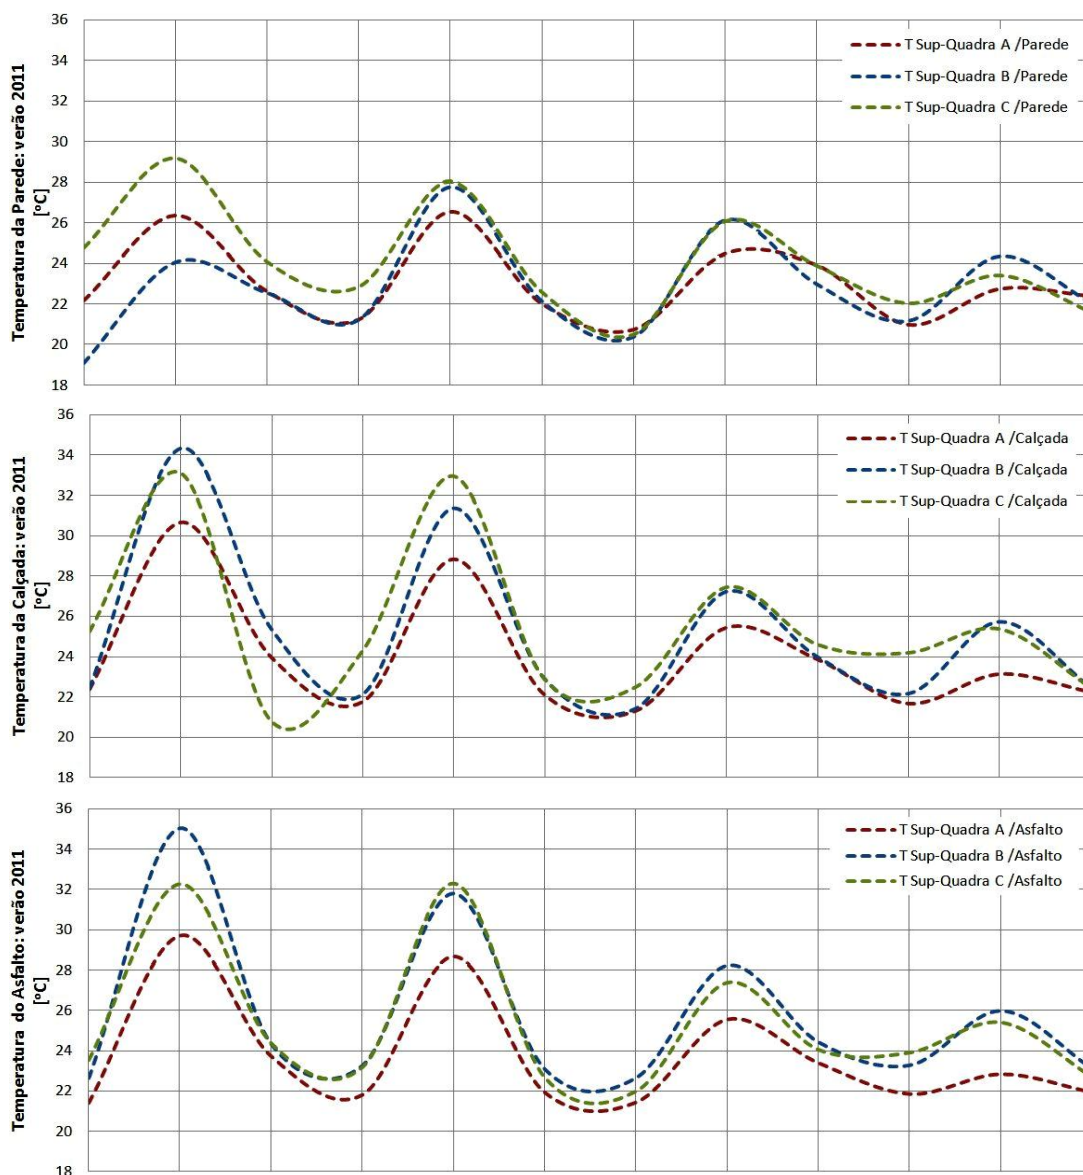 Temperatura da Parede: verão 2011
[ºC]
36
34
32
30
28
26
24
22
20
18
T Sup-Quadra A /Parede
T Sup-Quadra B /Parede
T Sup-Quadra C /Parede
Temperatura da Calçada: verão 2011
[ºC]
36
34
32
30
28
26
24
22
20
18
T Sup-Quadra A /Calçada
T Sup-Quadra B /Calçada
T Sup-Quadra C /Calçada
Temperatura do Asfalto: verão 2011
[ºC]
36
34
32
30
28
26
24
22
20
18
T Sup-Quadra A /Asfalto
T Sup-Quadra B /Asfalto
T Sup-Quadra C /Asfalto